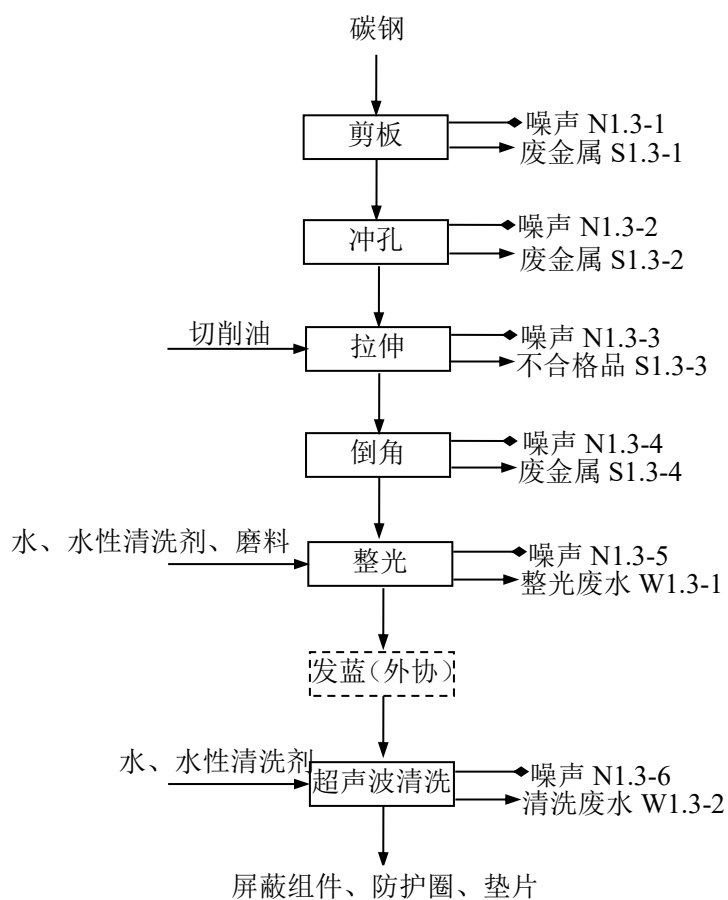 碳钢
剪板
噪声 N1.3-1
废金属 S1.3-1
冲孔
噪声 N1.3-2
废金属 S1.3-2
切削油
拉伸
噪声 N1.3-3
不合格品 S1.3-3
倒角
噪声 N1.3-4
废金属 S1.3-4
水、水性清洗剂、磨料
整光
噪声 N1.3-5
整光废水 W1.3-1
发蓝（外协）
水、水性清洗剂
超声波清洗
噪声 N1.3-6
清洗废水 W1.3-2
屏蔽组件、防护圈、垫片